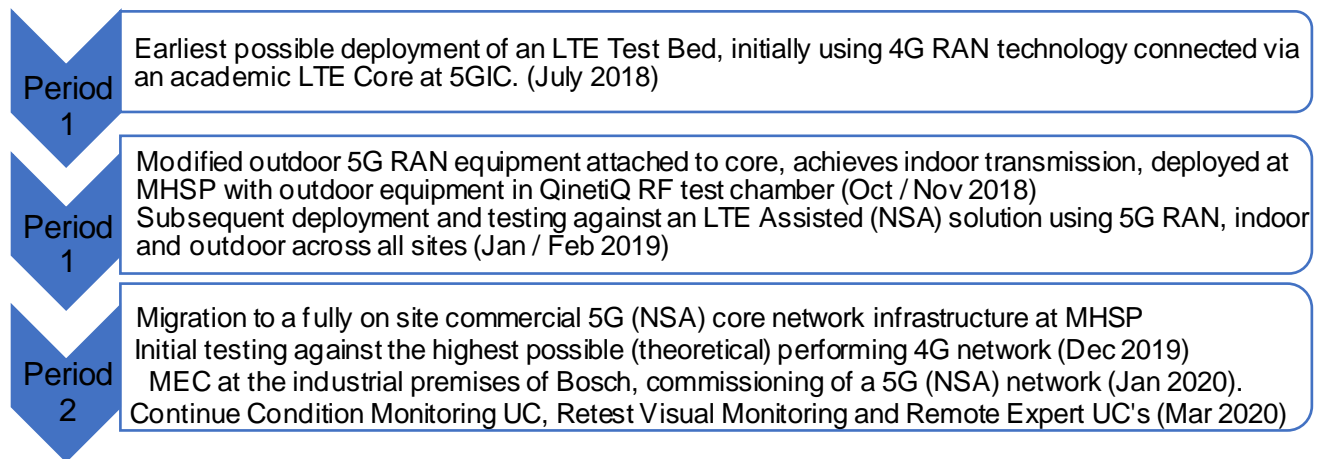 Period
1
Earliest possible deployment of an LTE Test Bed, initially using 4G RAN technology connected via
an academic LTE Core at 5GIC. (July 2018)
Period
1
Modified outdoor 5G RAN equipment attached to core, achieves indoor transmission, deployed at
MHSP with outdoor equipment in QinetiQ RF test chamber (Oct / Nov 2018)
Subsequent deployment and testing against an LTE Assisted (NSA) solution using 5G RAN, indoor
and outdoor across all sites (Jan / Feb 2019)
Period
2
Migration to a fully on site commercial 5G (NSA) core network infrastructure at MHSP
Initial testing against the highest possible (theoretical) performing 4G network (Dec 2019)
MEC at the industrial premises of Bosch, commissioning of a 5G (NSA) network (Jan 2020).
Continue Condition Monitoring UC, Retest Visual Monitoring and Remote Expert UC's (Mar 2020)